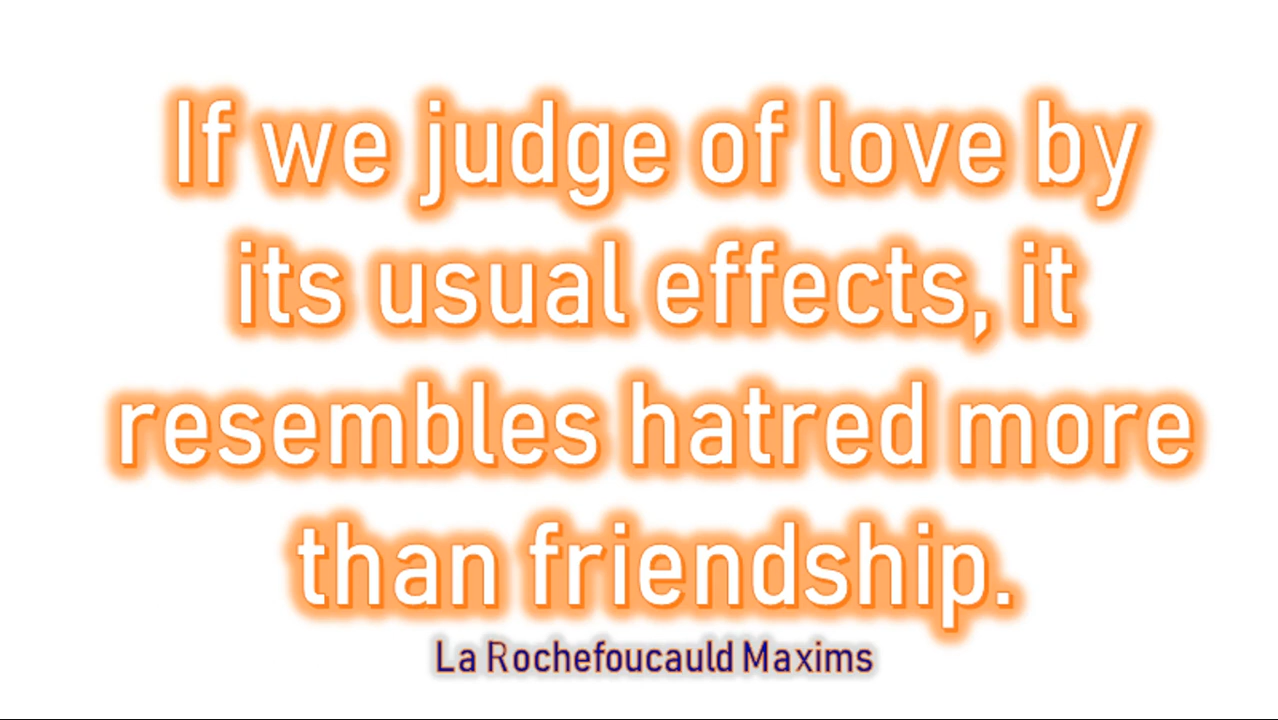 If we judge of love by
its usual effects, it
resembles hatred more
than friendship.
La Rochefoucauld Maxims